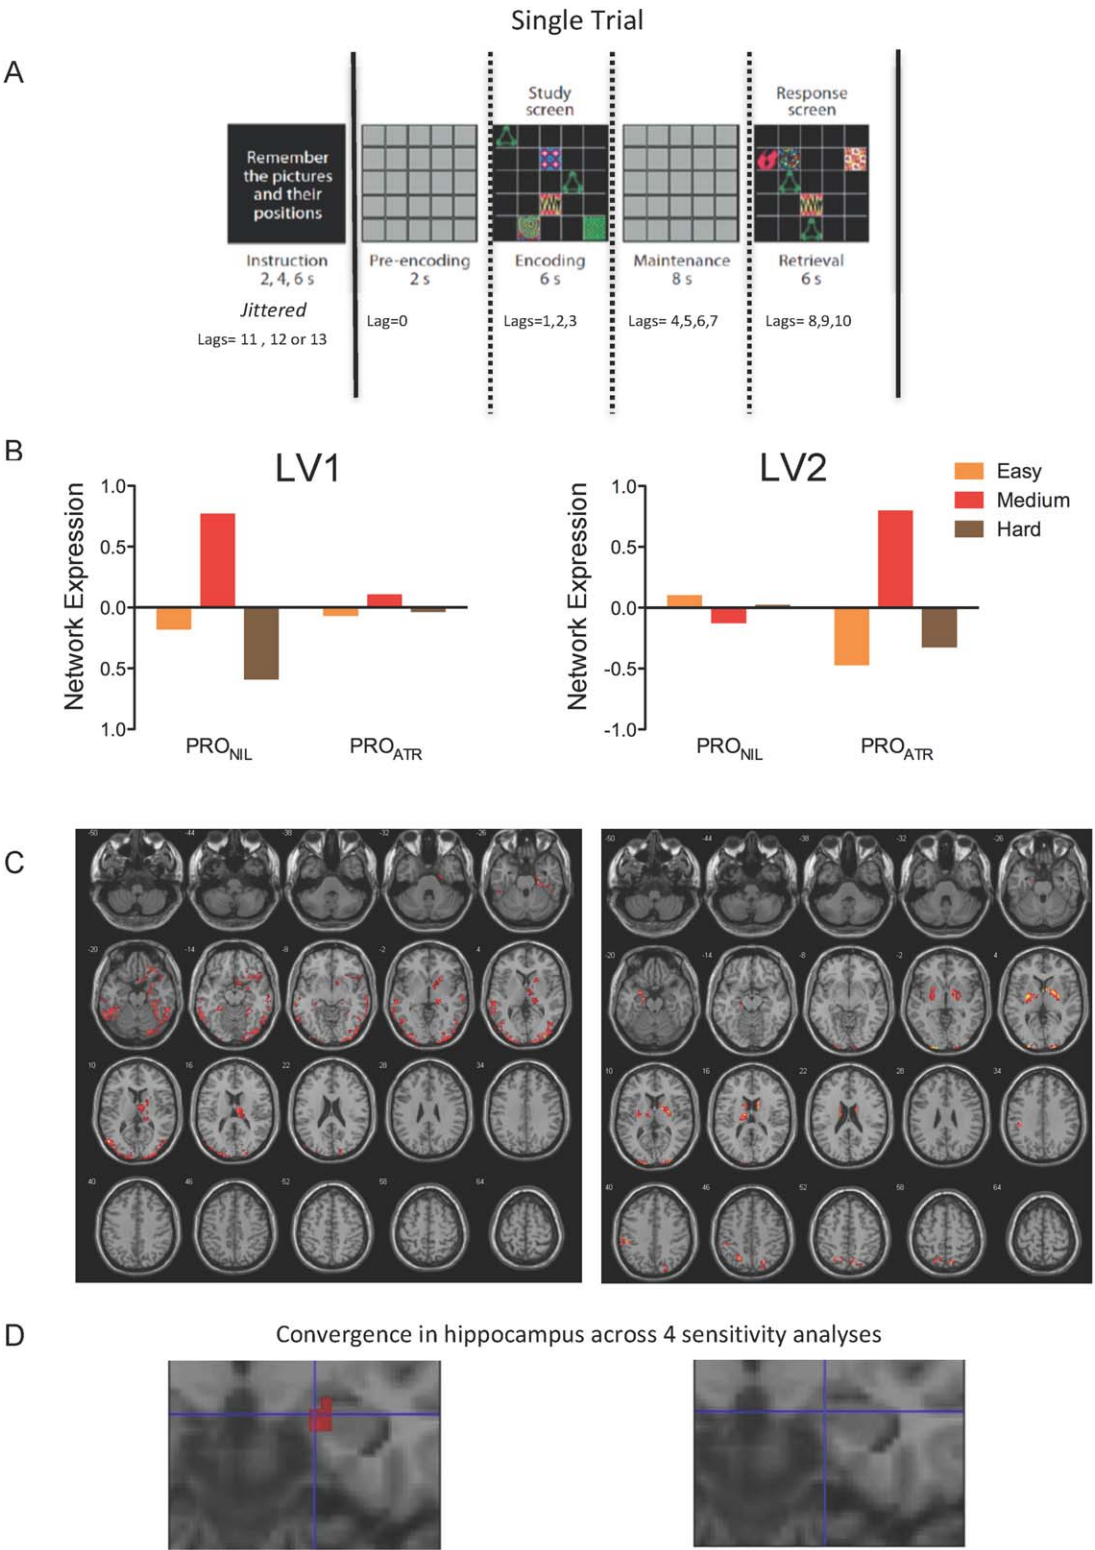 Single Trial
A
Study
screen
Response
screen
Remember
the pictures
and their
positions
Instruction
2, 4, 6 s
Pre-encoding
2 s
Encoding
6 s
Maintenance
8 s
Retrieval
6 s
Jittered
Lags= 11 , 12 or 13
Lag=0
Lags=1,2,3
Lags= 4,5,6,7
Lags= 8,9,10
B
LV1
Network Expression
1.0
0.5
0.0
0.5
1.0
PRONIL
PROATR
LV2
Network Expression
1.0
0.5
0.0
-0.5
-1.0
PRONIL
PROATR
Easy
Medium
Hard
C
-50 -44 -38 -32 -26
-20 -14 -8 -2 4
10 16 22 28 34
40 46 52 58 64
-50 -44 -38 -32 -26
-20 -14 -8 -2 4
10 16 22 28 34
40 46 52 58 64
D
Convergence in hippocampus across 4 sensitivity analyses